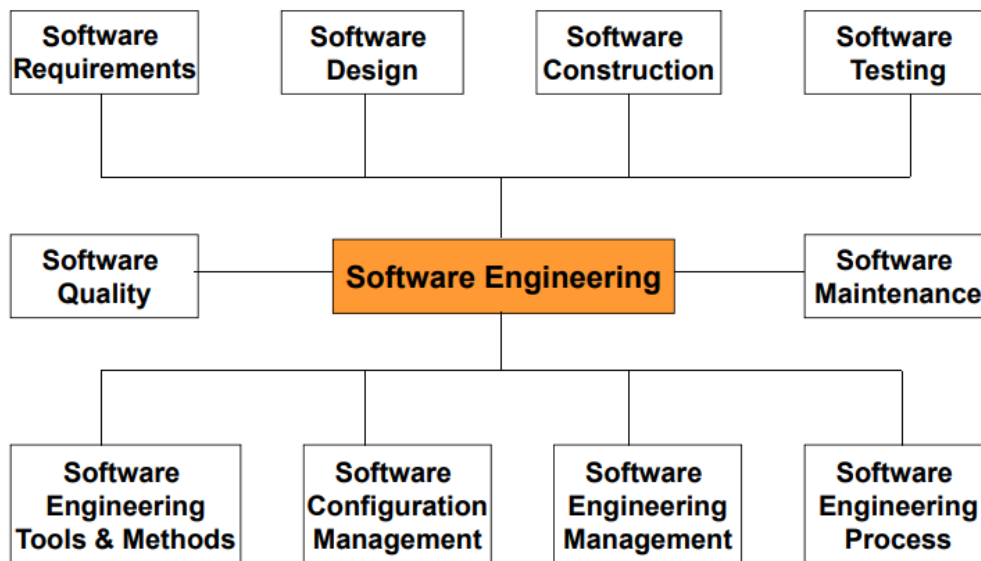 Software
Requirements
Software
Design
Software
Construction
Software
Testing
Software
Quality
Software Engineering
Software
Maintenance
Software
Engineering
Tools & Methods
Software
Configuration
Management
Software
Engineering
Management
Software
Engineering
Process